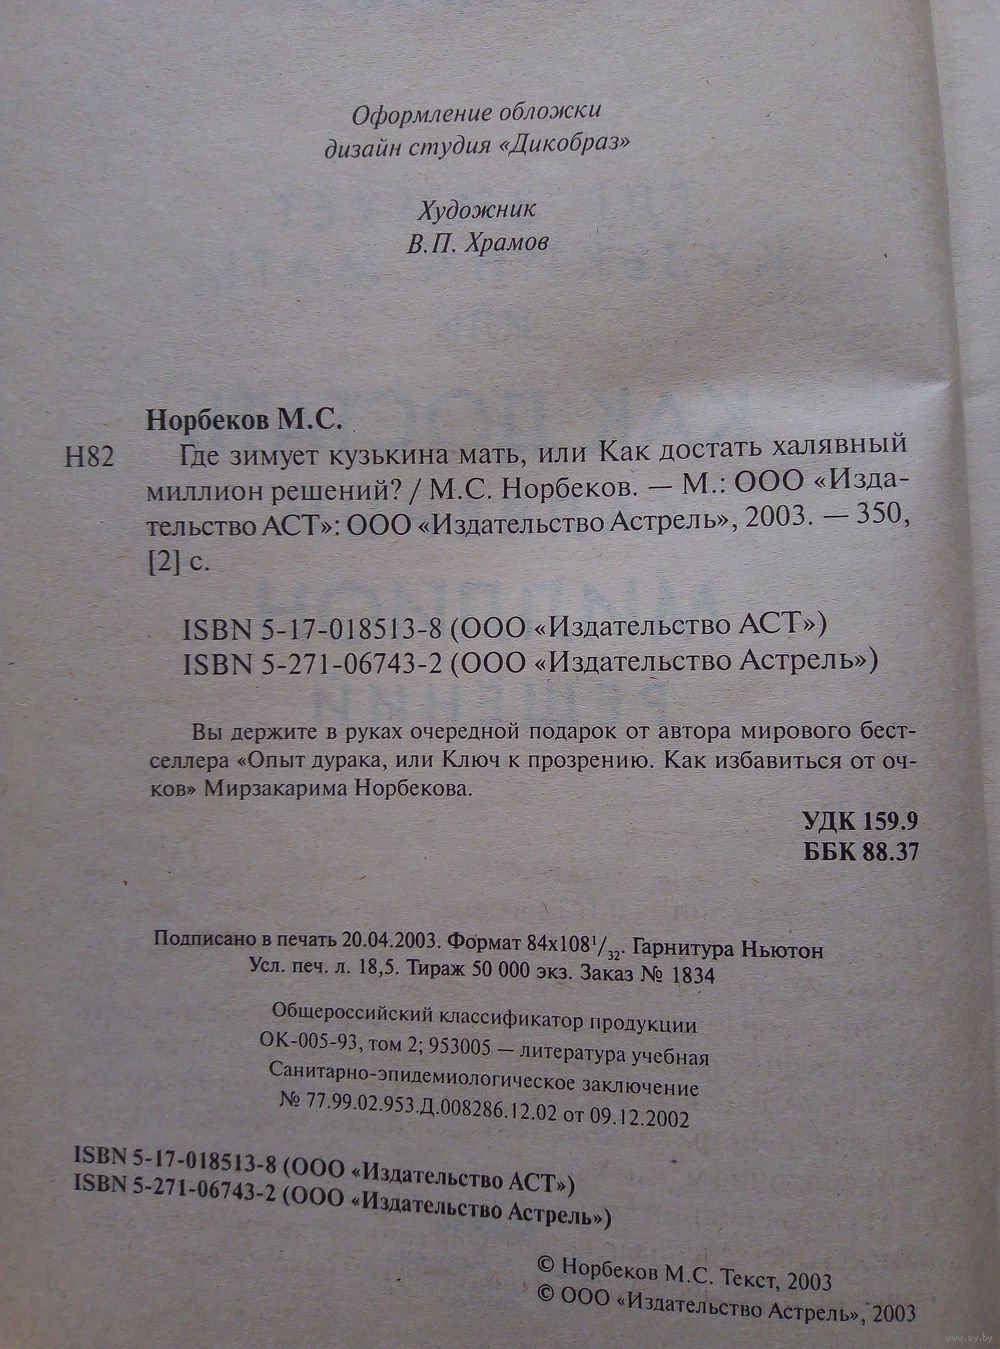 Оформление обложки
дизайн студия «Дикобраз»
Художник
В.П. Храмов
Норбеков М.С.
Н82 Где зимует кузькина мать, или Как достать халявный
миллион решений? / М.С. Норбеков. — М.: ООО «Изда-
тельство АСТ»: ООО «Издательство Астрель», 2003. — 350,
[2] с.
ISBN 5-17-018513-8 (ООО «Издательство АСТ»)
ISBN 5-271-06743-2 (ООО «Издательство Астрель»)
Вы держите в руках очередной подарок от автора мирового бест-
селлера «Опыт дурака, или Ключ к прозрению. Как избавиться от оч-
ков» Мирзакарима Норбекова.
УДК 159.9
ББК 88.37
Подписано в печать 20.04.2003. Формат 84х108¹/₃₂. Гарнитура Ньютон
Усл. печ. л. 18,5. Тираж 50 000 экз. Заказ № 1834
Общероссийский классификатор продукции
ОК-005-93, том 2; 953005 — литература учебная
Санитарно-эпидемиологическое заключение
№ 77.99.02.953.Д.008286.12.02 от 09.12.2002
ISBN 5-17-018513-8 (ООО «Издательство АСТ»)
ISBN 5-271-06743-2 (ООО «Издательство Астрель»)
© Норбеков М.С. Текст, 2003
© ООО «Издательство Астрель», 2003
www.ay.by